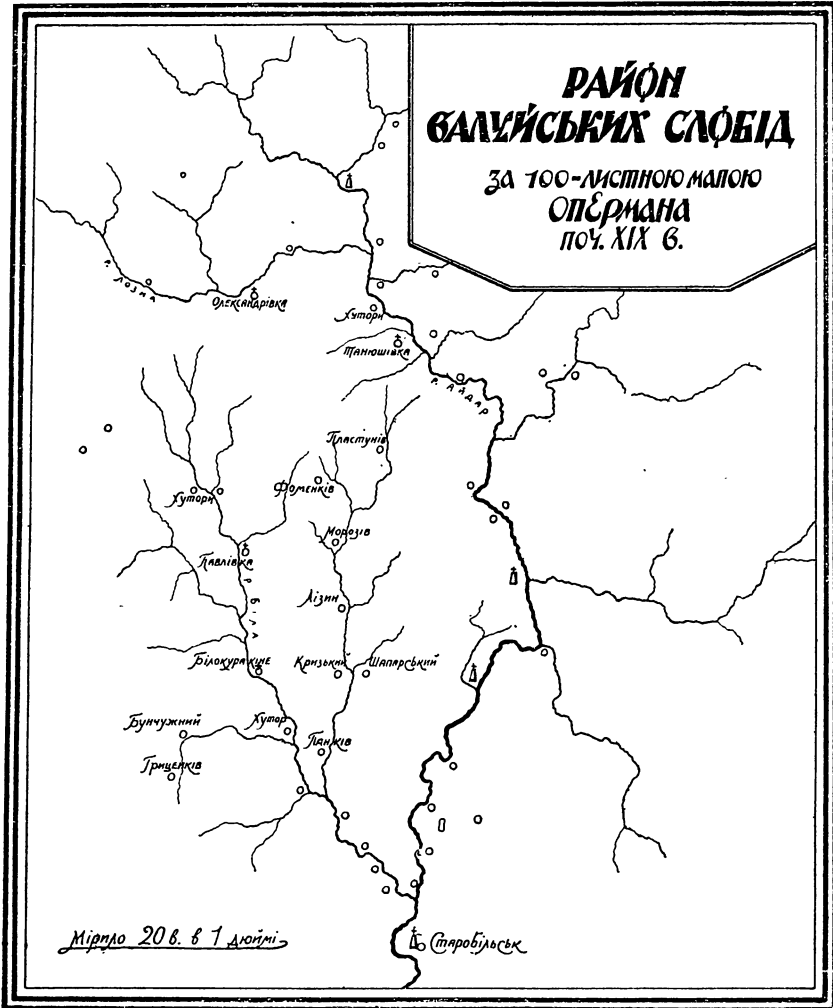 РАЙОН
ВАЛУЙСЬКИХ СЛОБІД
ЗА 100-ЛИСТНОЮ МАПОЮ
ОПЕРМАНА
ПОЧ. XIX В.
р. Лозна
Олександрівка
Хутори
Танюшівка
р. Айдар
Пластунів
Фоменків
Хутори
Морозів
Павлівка
р Біла
Лізин
Білокуракине
Кризький
Шапарський
Бунчужний
Хутор
Панжів
Гриценків
Мірило 20 в. в 1 дюймі
Старобільськ